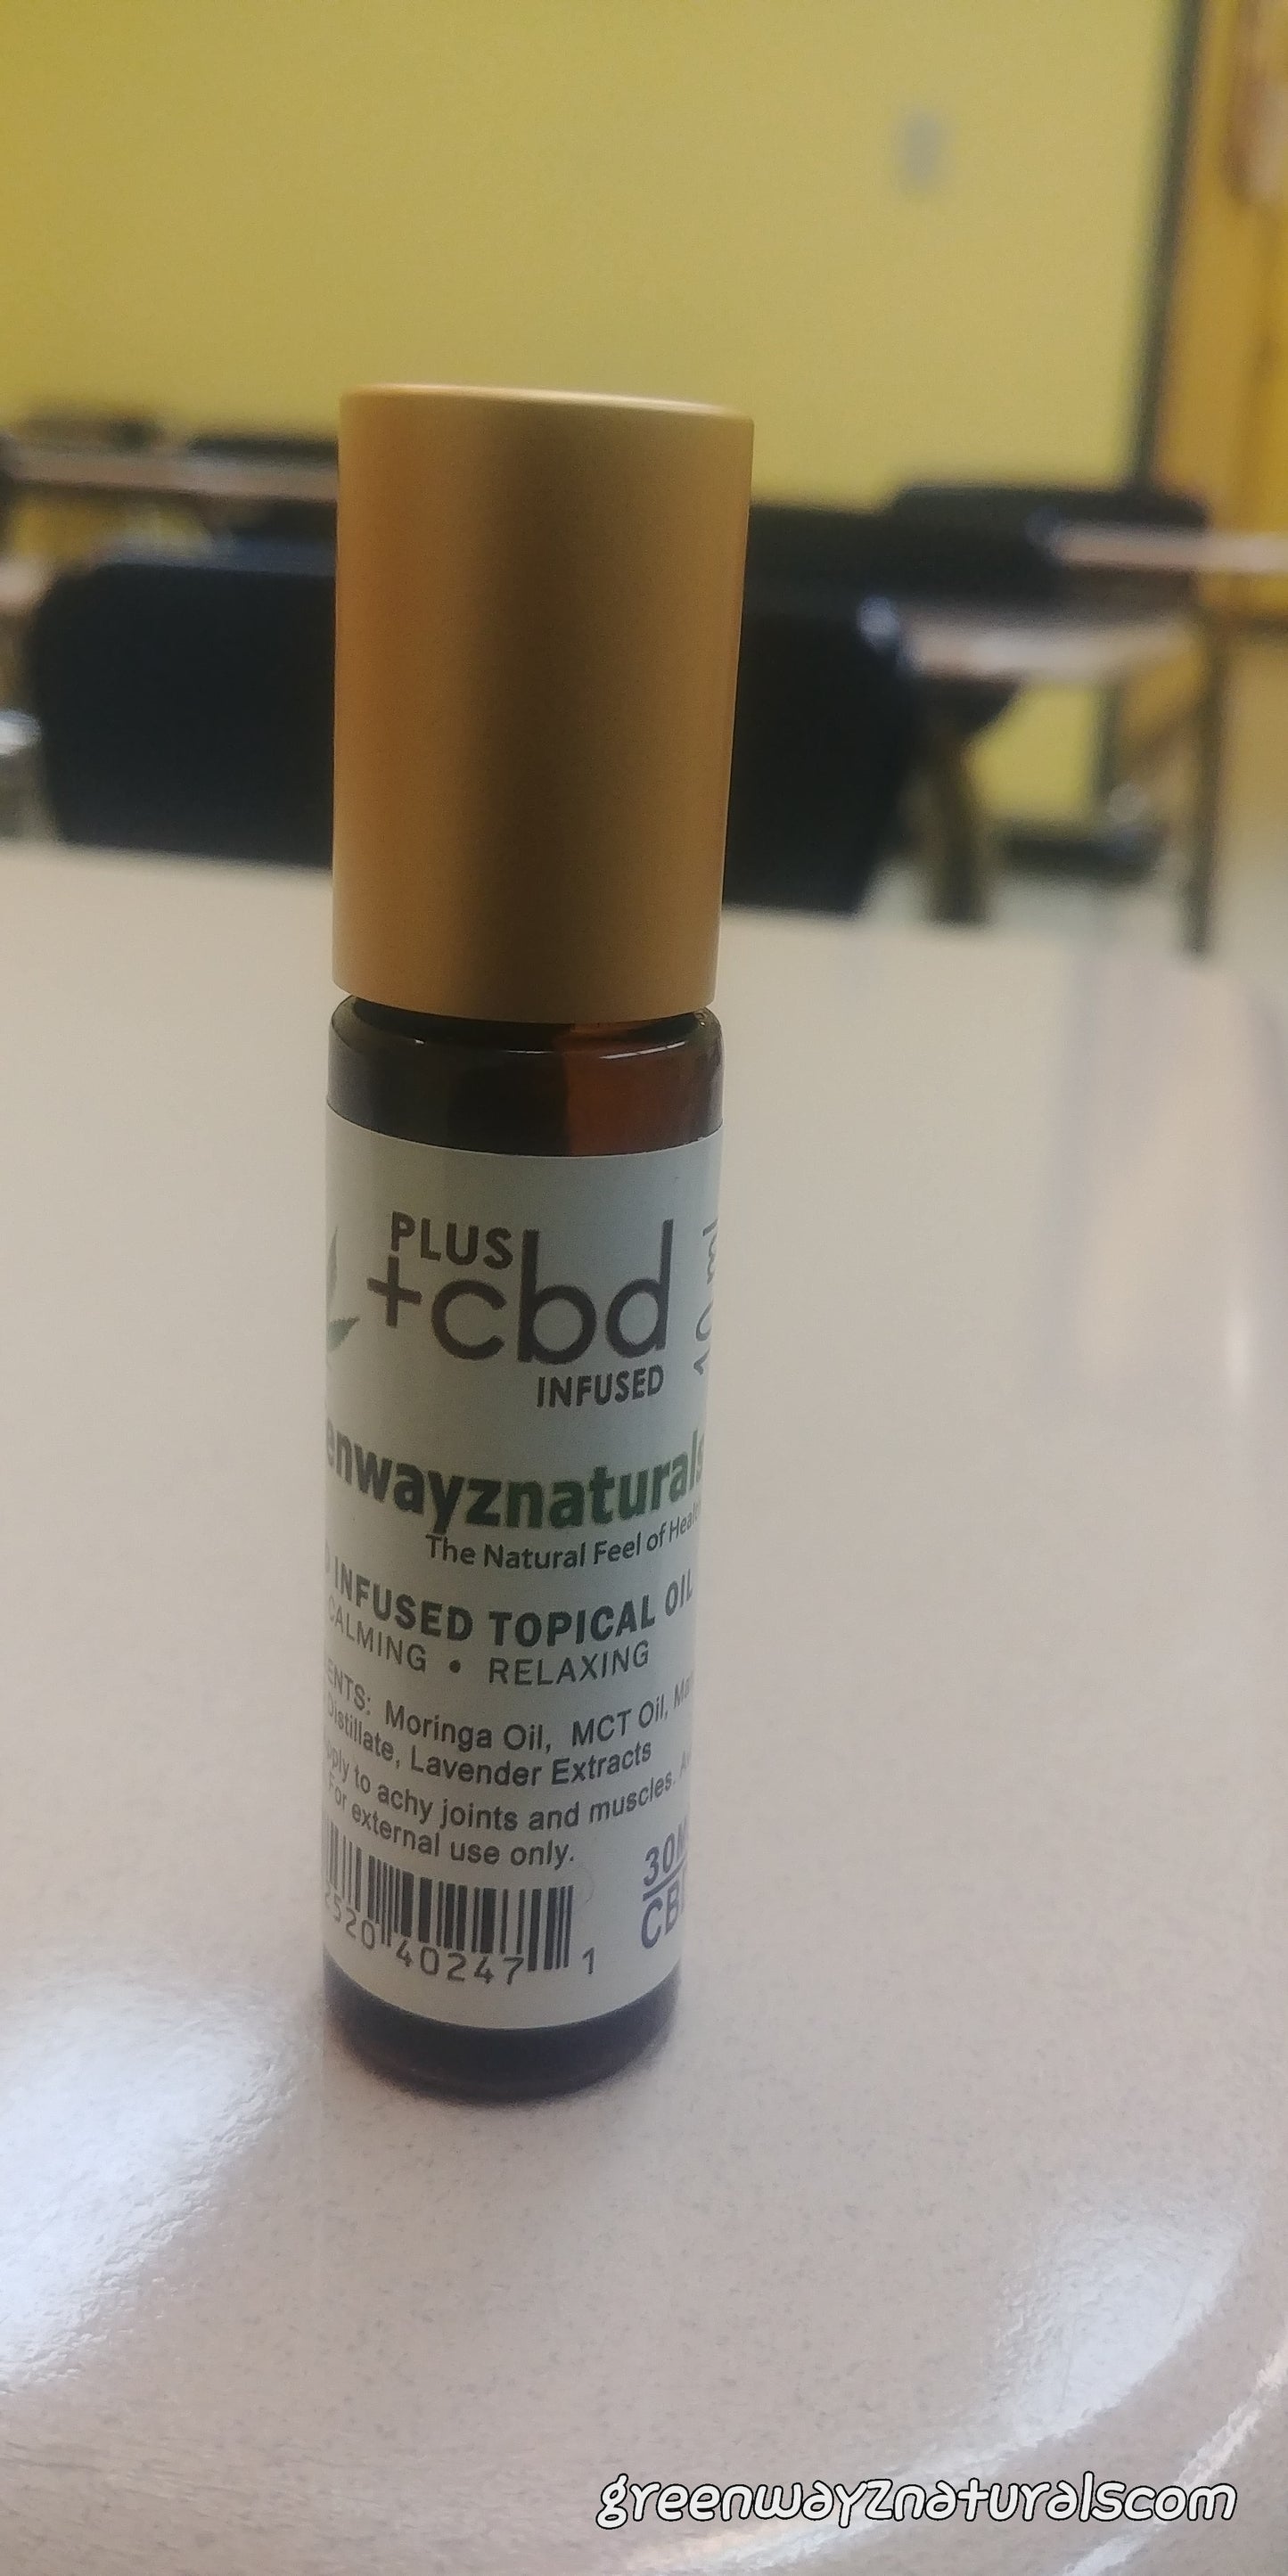 PLUS
+cbd
INFUSED
10 ml
enwayznaturals
The Natural Feel of Heal
INFUSED TOPICAL OIL
CALMING • RELAXING
ENTS: Moringa Oil, MCT Oil,
Distillate, Lavender Extracts
to achy joints and muscles.
For external use only.
30M
CB
2520 40247 1
greenwayznaturalscom